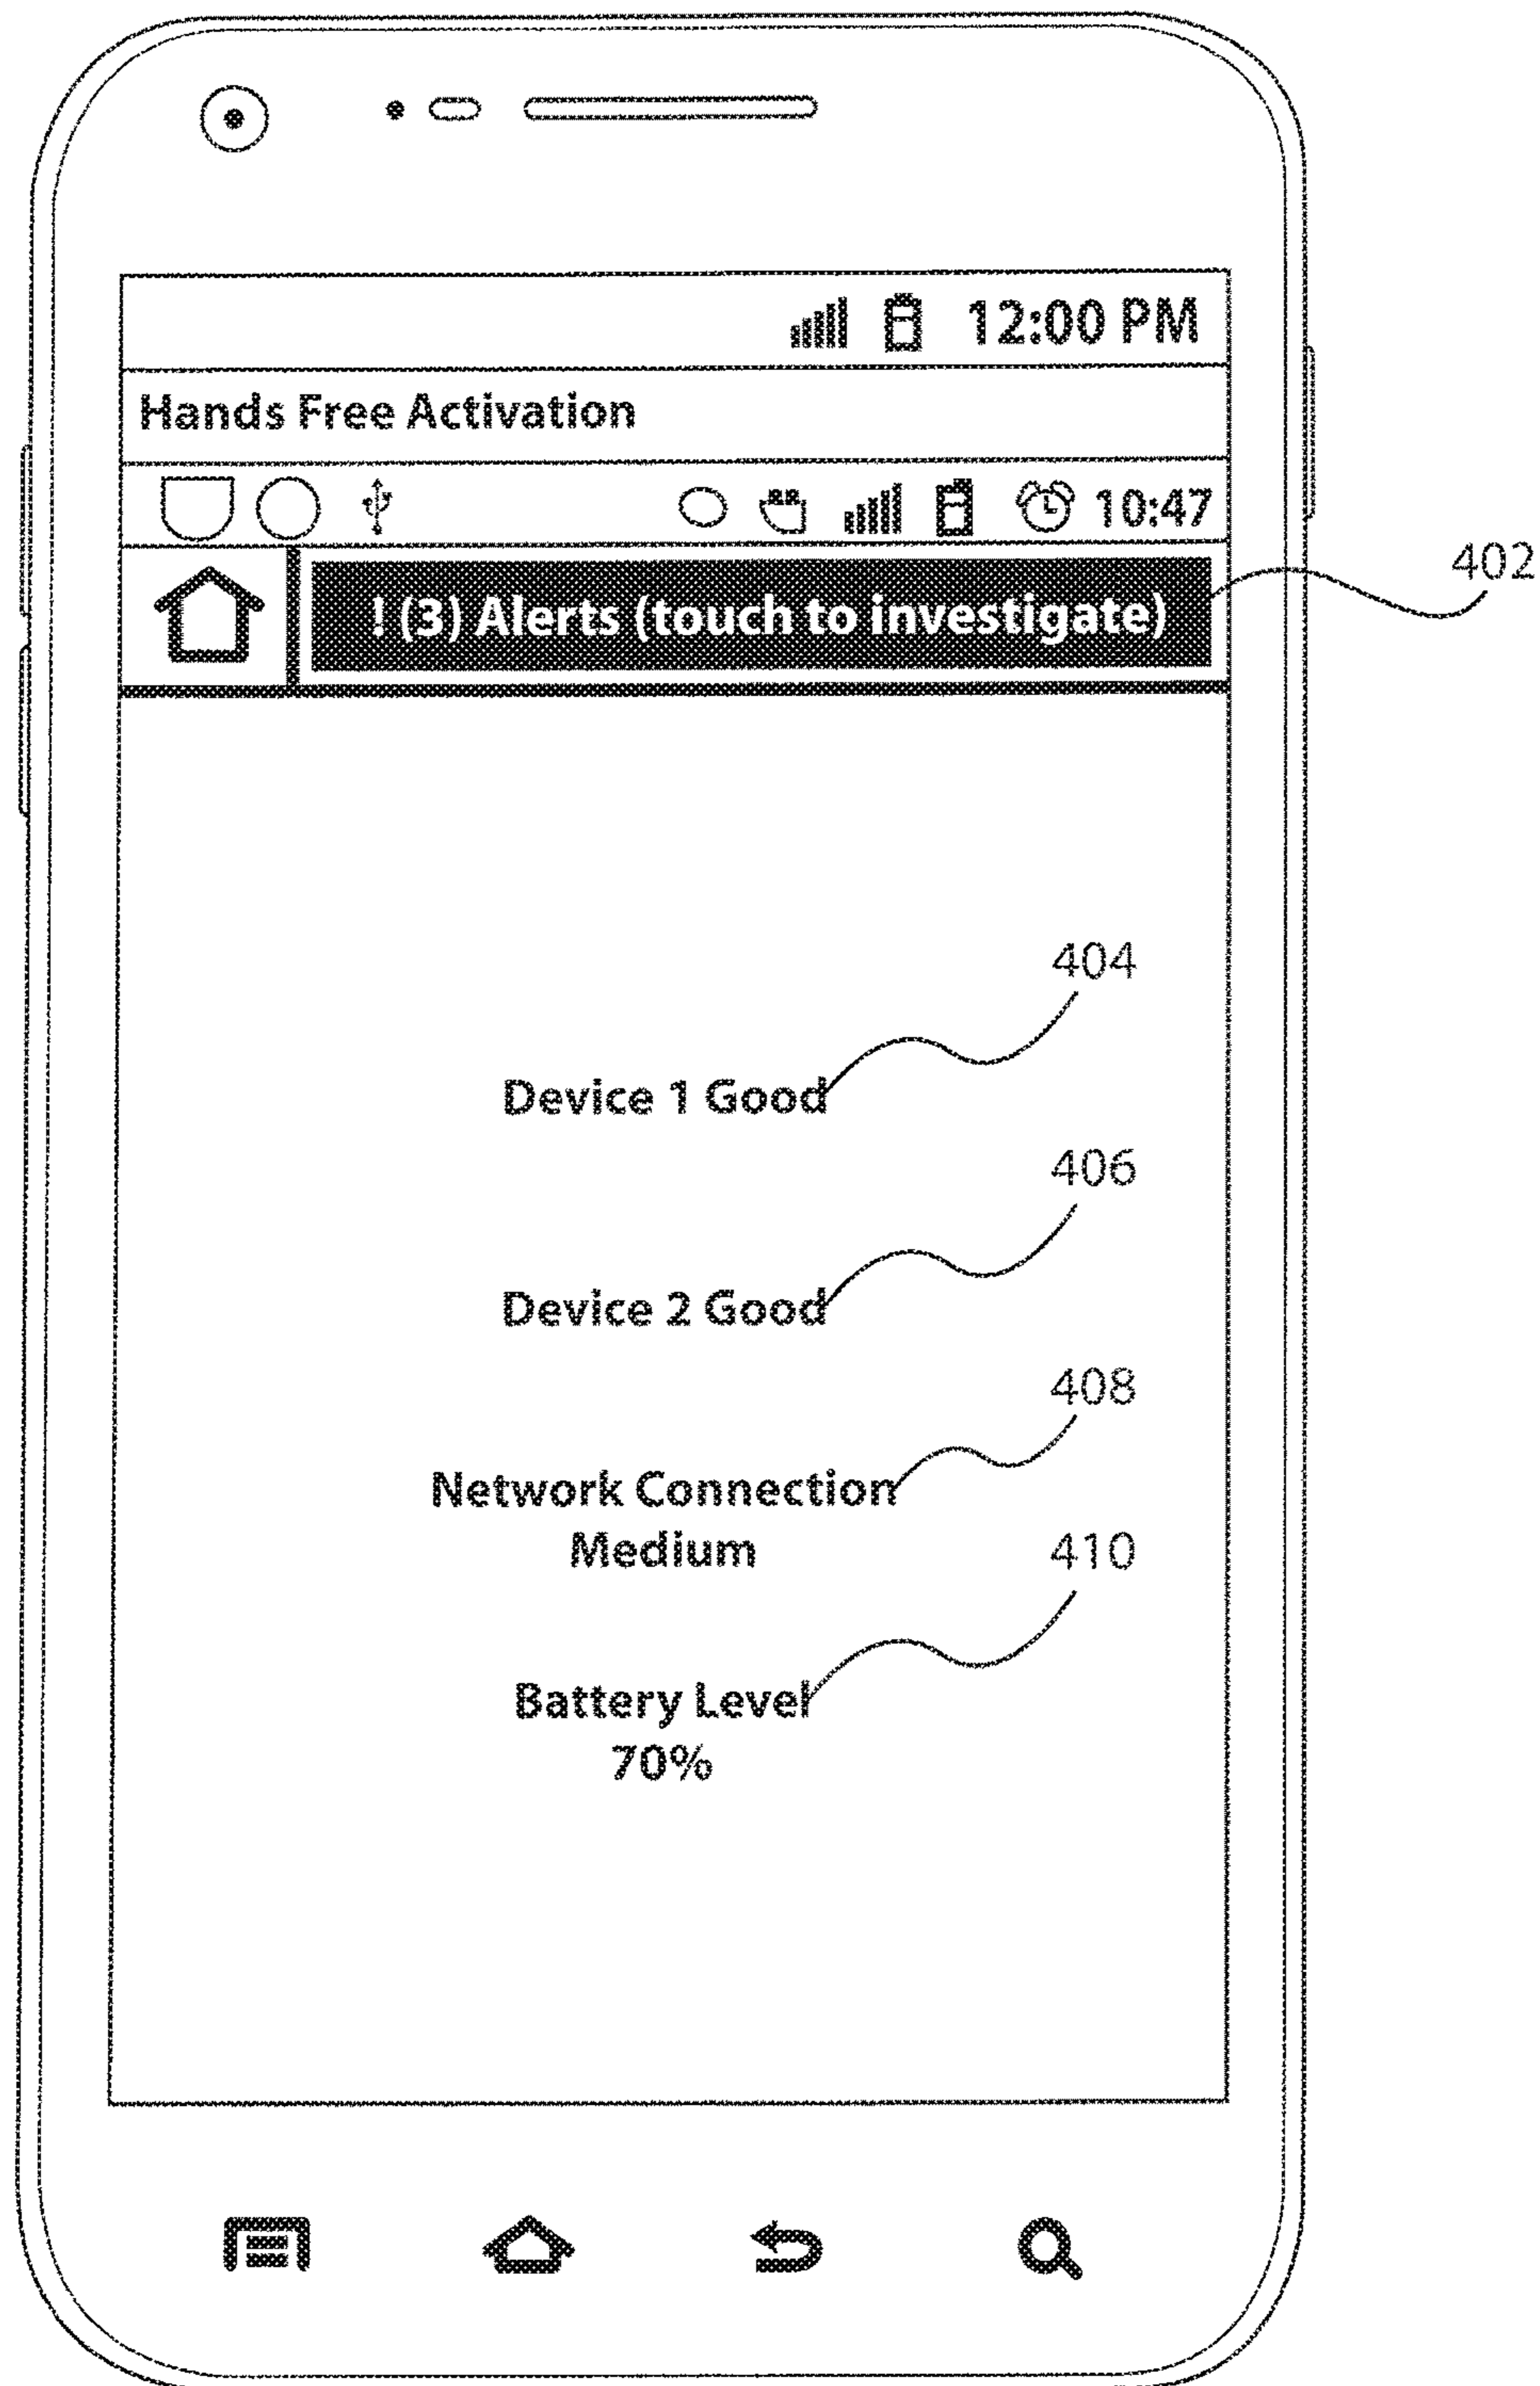 12:00 PM
Hands Free Activation
10:47
! (3) Alerts (touch to investigate)
402
404
Device 1 Good
406
Device 2 Good
408
Network Connection
Medium
410
Battery Level
70%